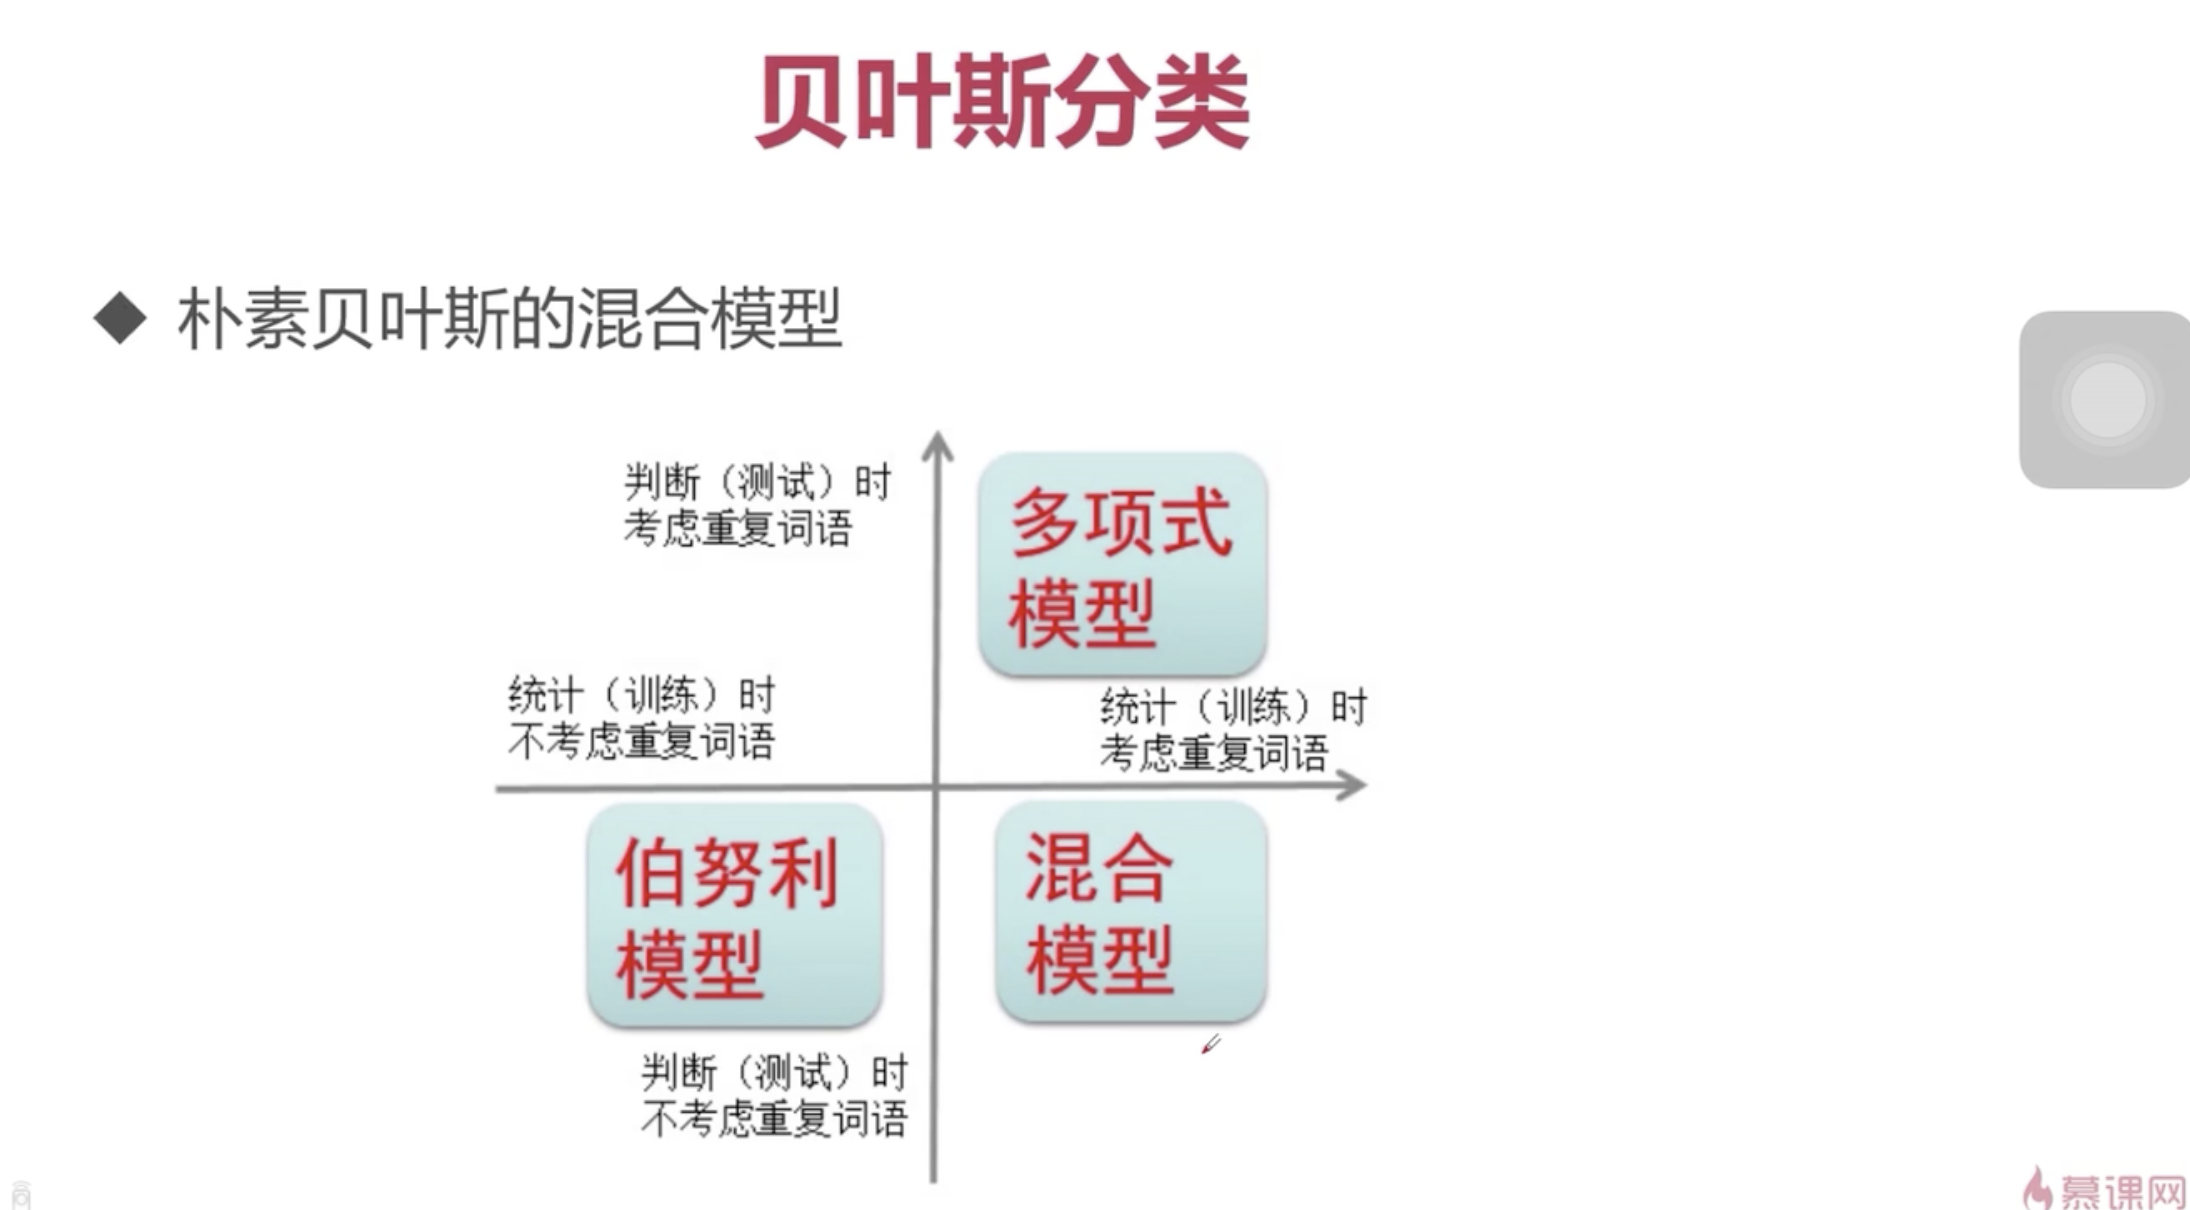 贝叶斯分类
朴素贝叶斯的混合模型
判断（测试）时
考虑重复词语
多项式
模型
统计（训练）时
不考虑重复词语
统计（训练）时
考虑重复词语
伯努利
模型
混合
模型
判断（测试）时
不考虑重复词语
慕课网